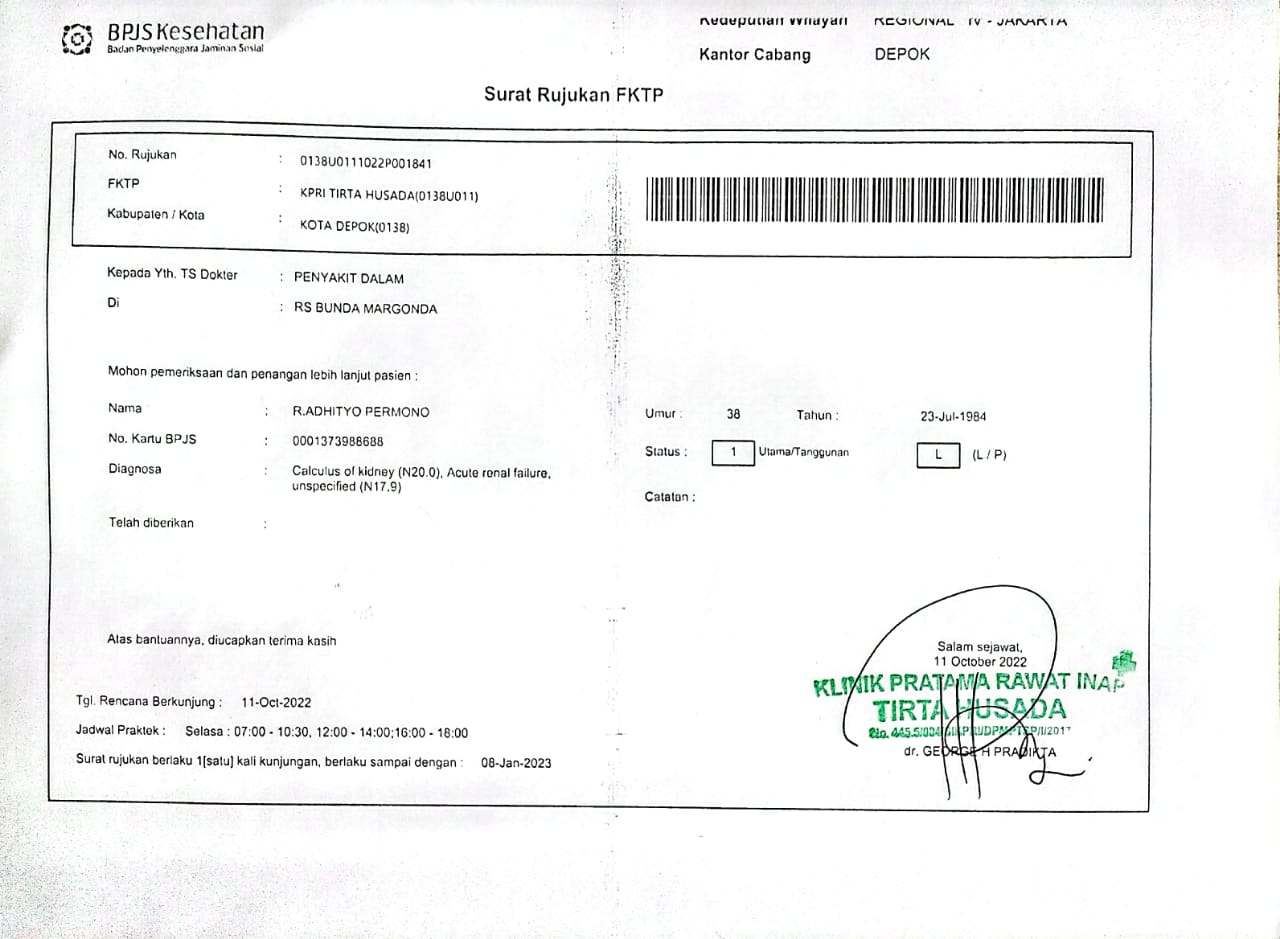 BPJS Kesehatan
Badan Penyelenggara Jaminan Sosial
Kedeputian Wilayah REGIONAL IV - JAKARTA
Kantor Cabang DEPOK
Surat Rujukan FKTP
No. Rujukan : 0138U0111022P001841
FKTP : KPRI TIRTA HUSADA(0138U011)
Kabupaten / Kota : KOTA DEPOK(0138)
Kepada Yth. TS Dokter : PENYAKIT DALAM
Di : RS BUNDA MARGONDA
Mohon pemeriksaan dan penangan lebih lanjut pasien :
Nama : R.ADHITYO PERMONO
Umur : 38 Tahun : 23-Jul-1984
No. Kartu BPJS : 0001373988688
Status : 1 Utama/Tanggunan L (L / P)
Diagnosa : Calculus of kidney (N20.0), Acute renal failure,
unspecified (N17.9)
Catatan :
Telah diberikan :
Atas bantuannya, diucapkan terima kasih
Salam sejawat,
11 October 2022
KLINIK PRATAMA RAWAT INAP
TIRTA HUSADA
dr. GEORGE H PRADIKTA
Tgl. Rencana Berkunjung : 11-Oct-2022
Jadwal Praktek : Selasa : 07:00 - 10:30, 12:00 - 14:00;16:00 - 18:00
Surat rujukan berlaku 1[satu] kali kunjungan, berlaku sampai dengan : 08-Jan-2023